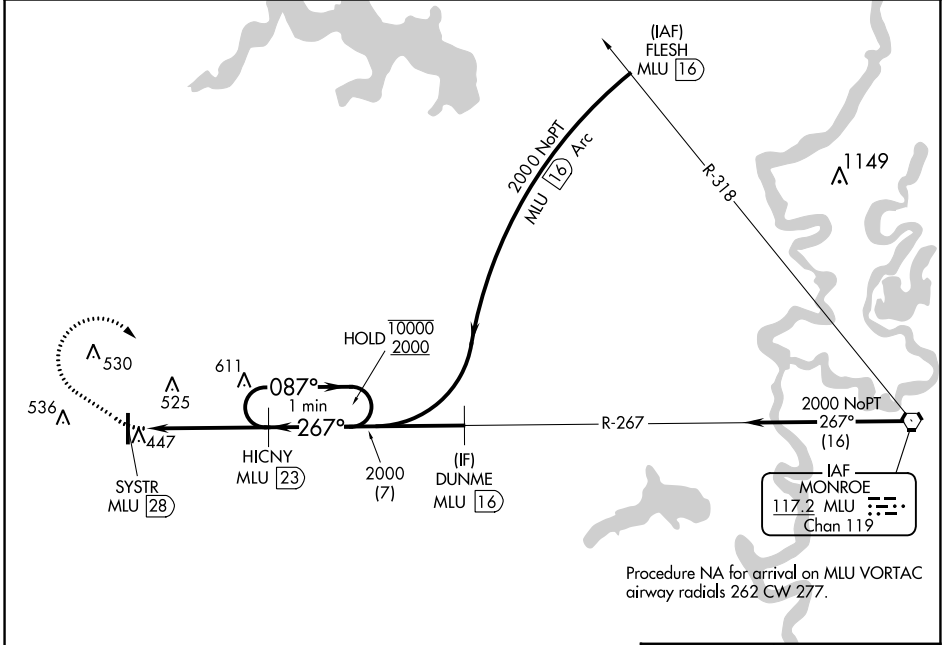 (IAF)
FLESH
MLU 16
2000 NoPT
MLU 16 Arc
R-318
1149
HOLD 10000
2000
530
611
087°
525
1 min
536
267°
447
R-267
2000 NoPT
267°
(16)
HICNY
MLU 23
2000
(7)
(IF)
DUNME
MLU 16
SYSTR
MLU 28
IAF
MONROE
117.2 MLU
Chan 119
Procedure NA for arrival on MLU VORTAC
airway radials 262 CW 277.